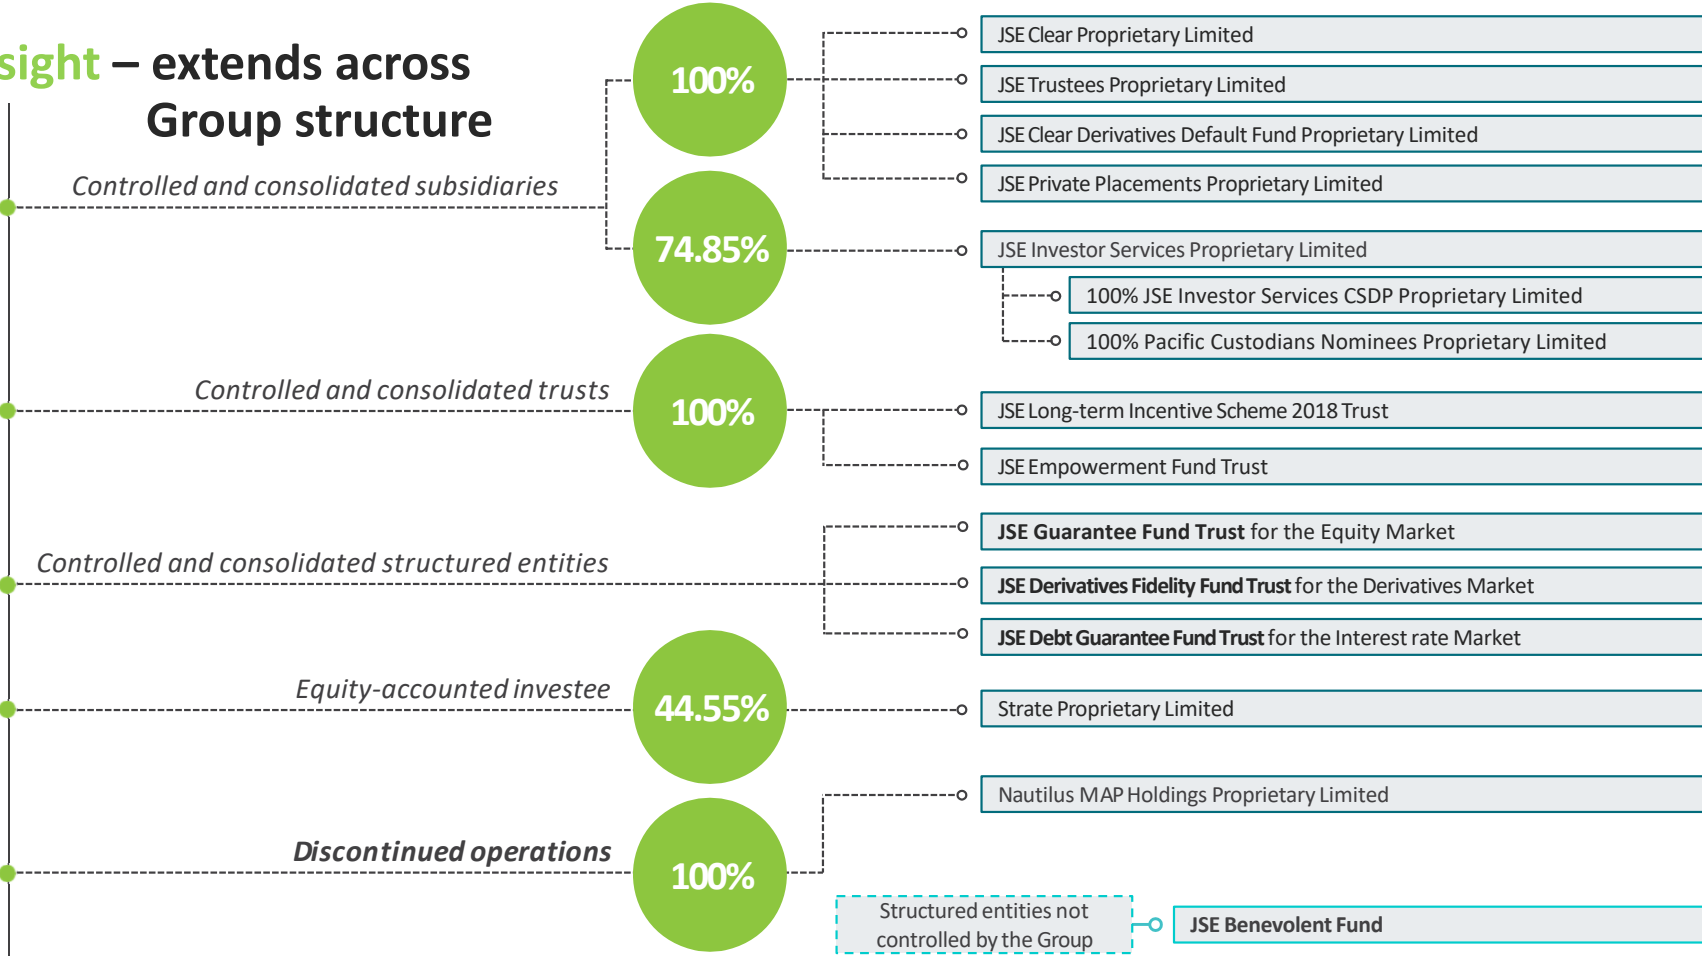 sight – extends across
Group structure
Controlled and consolidated subsidiaries
100%
JSE Clear Proprietary Limited
JSE Trustees Proprietary Limited
JSE Clear Derivatives Default Fund Proprietary Limited
JSE Private Placements Proprietary Limited
74.85%
JSE Investor Services Proprietary Limited
100% JSE Investor Services CSDP Proprietary Limited
100% Pacific Custodians Nominees Proprietary Limited
Controlled and consolidated trusts
100%
JSE Long-term Incentive Scheme 2018 Trust
JSE Empowerment Fund Trust
Controlled and consolidated structured entities
JSE Guarantee Fund Trust for the Equity Market
JSE Derivatives Fidelity Fund Trust for the Derivatives Market
JSE Debt Guarantee Fund Trust for the Interest rate Market
Equity-accounted investee
44.55%
Strate Proprietary Limited
Discontinued operations
100%
Nautilus MAP Holdings Proprietary Limited
Structured entities not
controlled by the Group
JSE Benevolent Fund